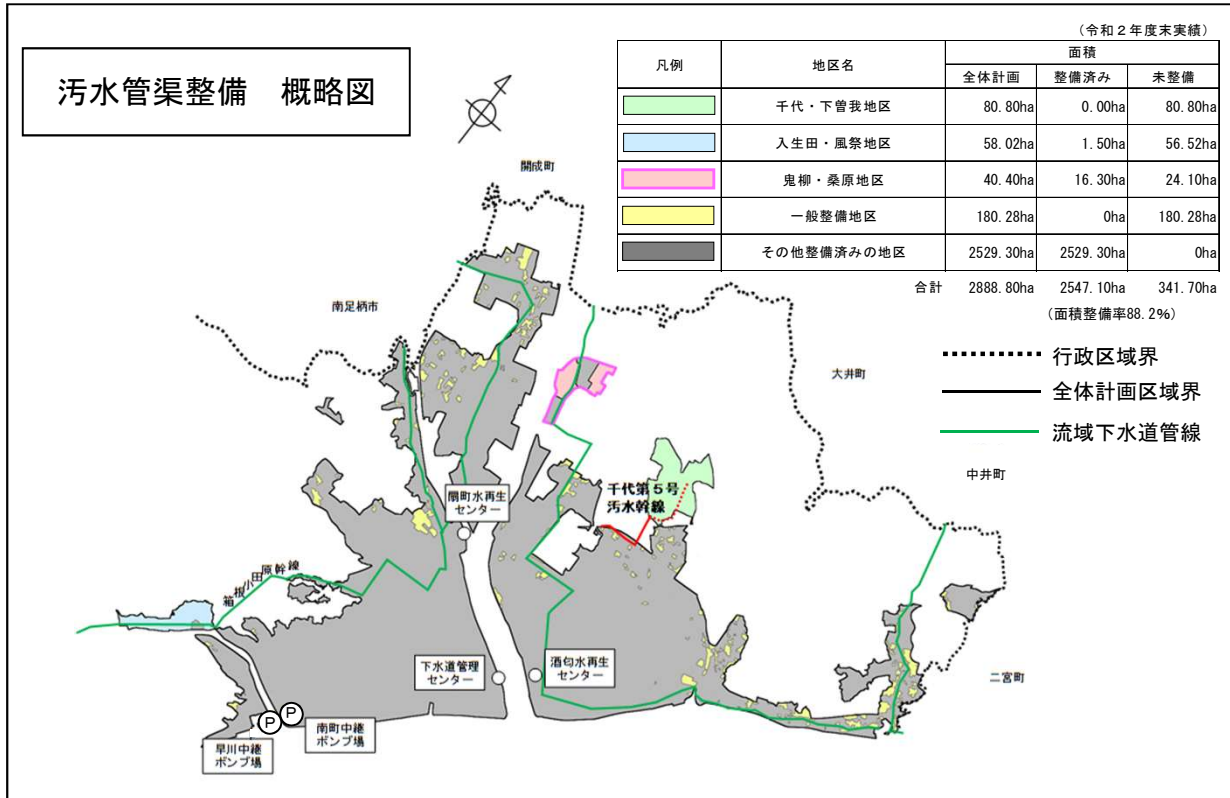 汚水管渠整備　概略図
(令和２年度末実績)
凡例 地区名 面積
全体計画 整備済み 未整備
千代・下曽我地区 80.80ha 0.00ha 80.80ha
入生田・風祭地区 58.02ha 1.50ha 56.52ha
鬼柳・桑原地区 40.40ha 16.30ha 24.10ha
一般整備地区 180.28ha 0ha 180.28ha
その他整備済みの地区 2529.30ha 2529.30ha 0ha
合計 2888.80ha 2547.10ha 341.70ha
(面積整備率88.2%)
行政区域界
全体計画区域界
流域下水道管線
開成町
南足柄市
大井町
中井町
二宮町
千代第５号
汚水幹線
扇町水再生
センター
箱根小田原幹線
下水道管理
センター
酒匂水再生
センター
P
P
南町中継
ポンプ場
早川中継
ポンプ場